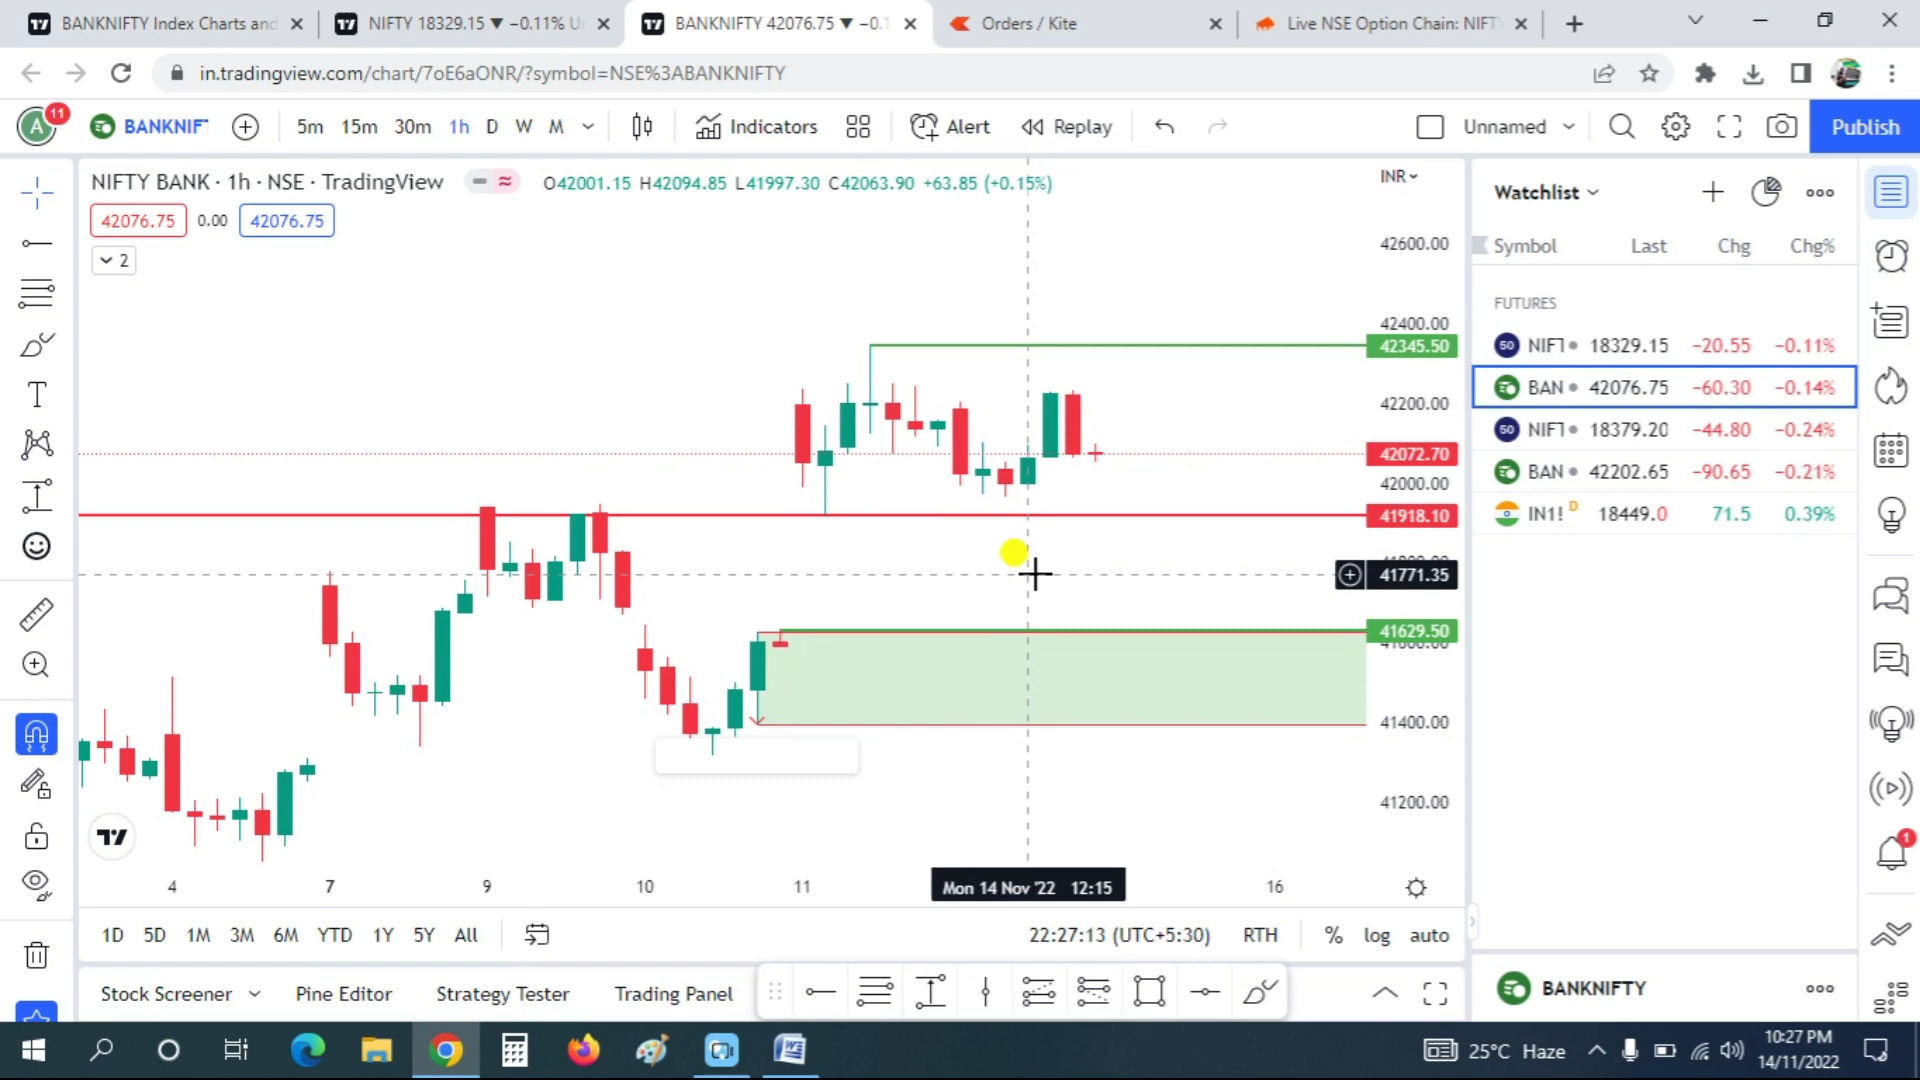 BANKNIFTY Index Charts and
NIFTY 18329.15 ▼ −0.11% Un
BANKNIFTY 42076.75 ▼ −0.1
Orders / Kite
Live NSE Option Chain: NIFTY
in.tradingview.com/chart/7oE6aONR/?symbol=NSE%3ABANKNIFTY
A 11
BANKNIF
5m 15m 30m 1h D W M
Indicators
Alert
Replay
Unnamed
Publish
NIFTY BANK · 1h · NSE · TradingView
O42001.15 H42094.85 L41997.30 C42063.90 +63.85 (+0.15%)
INR
42076.75 0.00 42076.75
2
42600.00
42400.00
42345.50
42200.00
42072.70
42000.00
41918.10
41771.35
41629.50
41400.00
41200.00
4 7 9 10 11 Mon 14 Nov '22 12:15 16
1D 5D 1M 3M 6M YTD 1Y 5Y All
22:27:13 (UTC+5:30) RTH % log auto
Stock Screener Pine Editor Strategy Tester Trading Panel
Watchlist
Symbol Last Chg Chg%
FUTURES
50 NIFT 18329.15 −20.55 −0.11%
BAN 42076.75 −60.30 −0.14%
50 NIFT 18379.20 −44.80 −0.24%
BAN 42202.65 −90.65 −0.21%
IN1! D 18449.0 71.5 0.39%
1
BANKNIFTY
25°C Haze
10:27 PM
14/11/2022